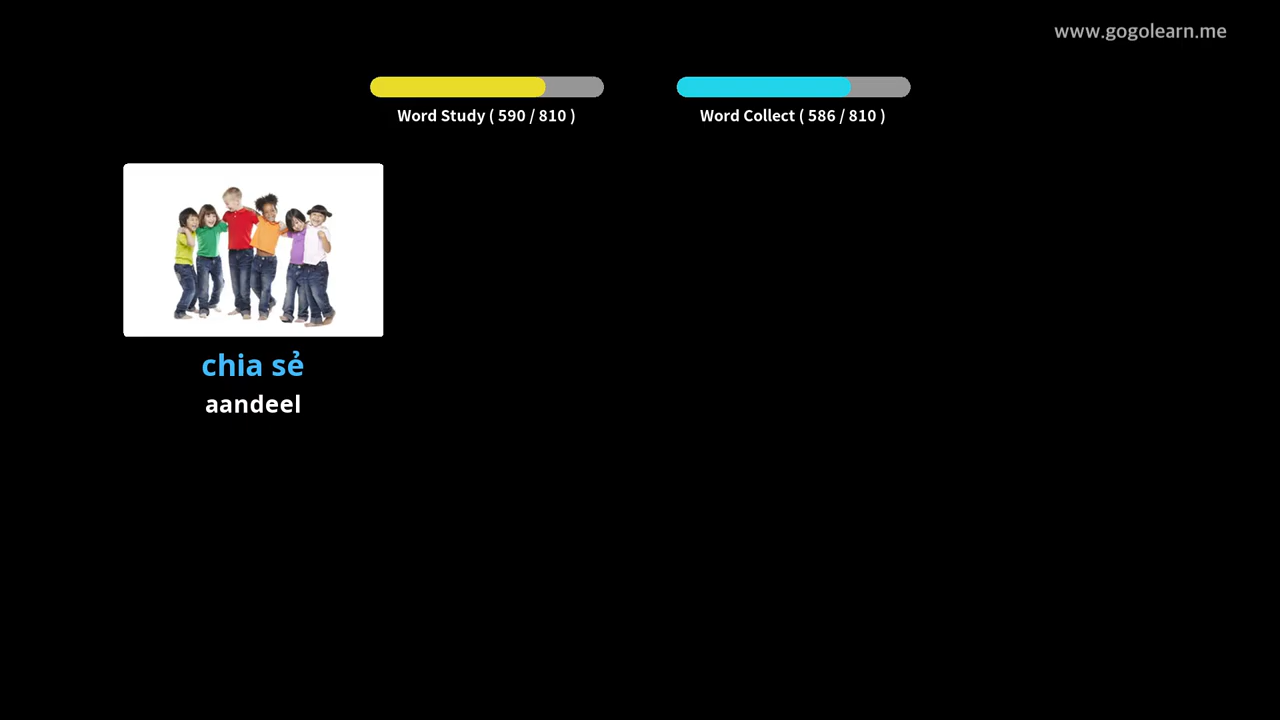 www.gogolearn.me
Word Study ( 590 / 810 )
Word Collect ( 586 / 810 )
chia sẻ
aandeel